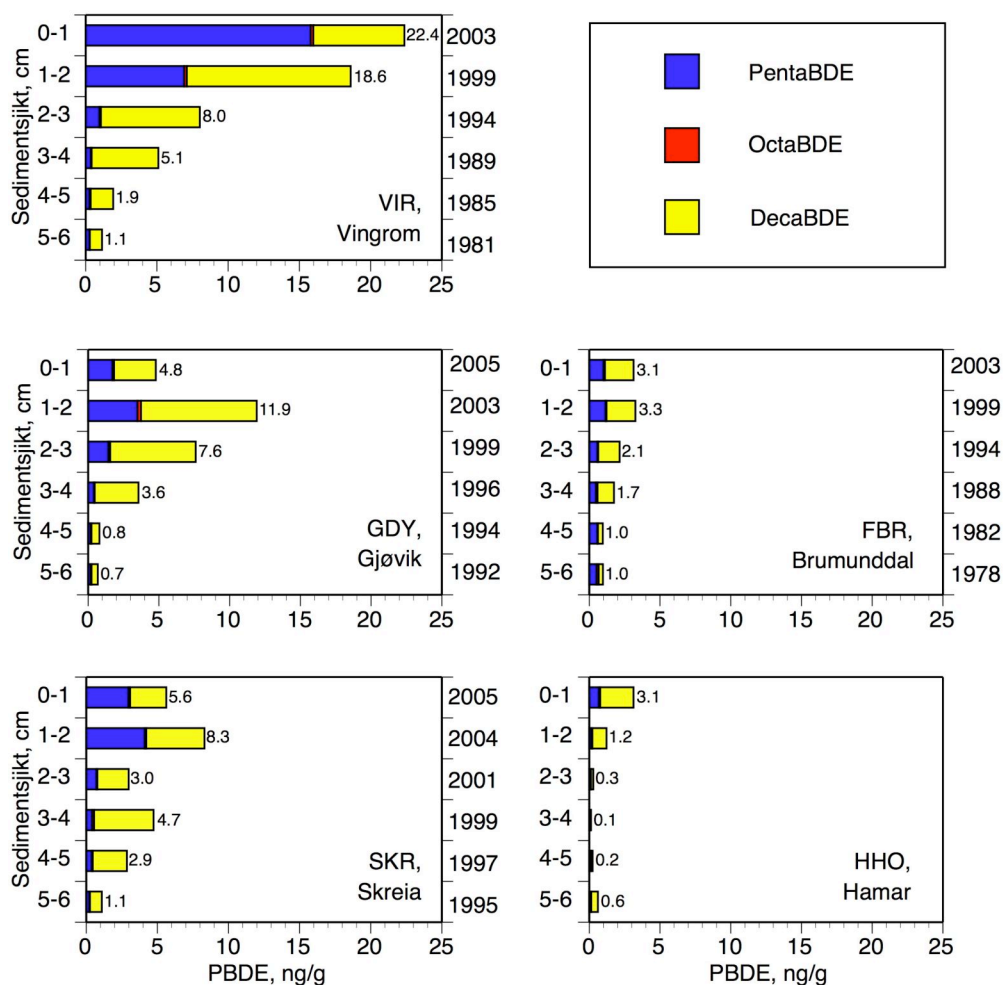 Sedimentsjikt, cm
0-1 22.4 2003
1-2 18.6 1999
2-3 8.0 1994
3-4 5.1 1989
4-5 1.9 1985
5-6 1.1 1981
VIR,
Vingrom
0 5 10 15 20 25
PentaBDE
OctaBDE
DecaBDE
Sedimentsjikt, cm
0-1 4.8 2005
1-2 11.9 2003
2-3 7.6 1999
3-4 3.6 1996
4-5 0.8 1994
5-6 0.7 1992
GDY,
Gjøvik
0 5 10 15 20 25
0-1 3.1 2003
1-2 3.3 1999
2-3 2.1 1994
3-4 1.7 1988
4-5 1.0 1982
5-6 1.0 1978
FBR,
Brumunddal
0 5 10 15 20 25
Sedimentsjikt, cm
0-1 5.6 2005
1-2 8.3 2004
2-3 3.0 2001
3-4 4.7 1999
4-5 2.9 1997
5-6 1.1 1995
SKR,
Skreia
0 5 10 15 20 25
PBDE, ng/g
0-1 3.1
1-2 1.2
2-3 0.3
3-4 0.1
4-5 0.2
5-6 0.6
HHO,
Hamar
0 5 10 15 20 25
PBDE, ng/g